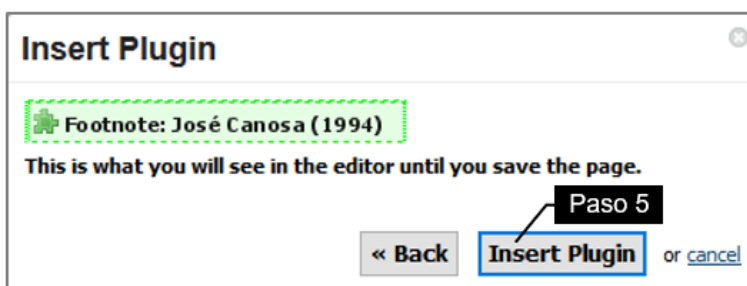 Insert Plugin
Footnote: José Canosa (1994)
This is what you will see in the editor until you save the page.
Paso 5
« Back Insert Plugin or cancel